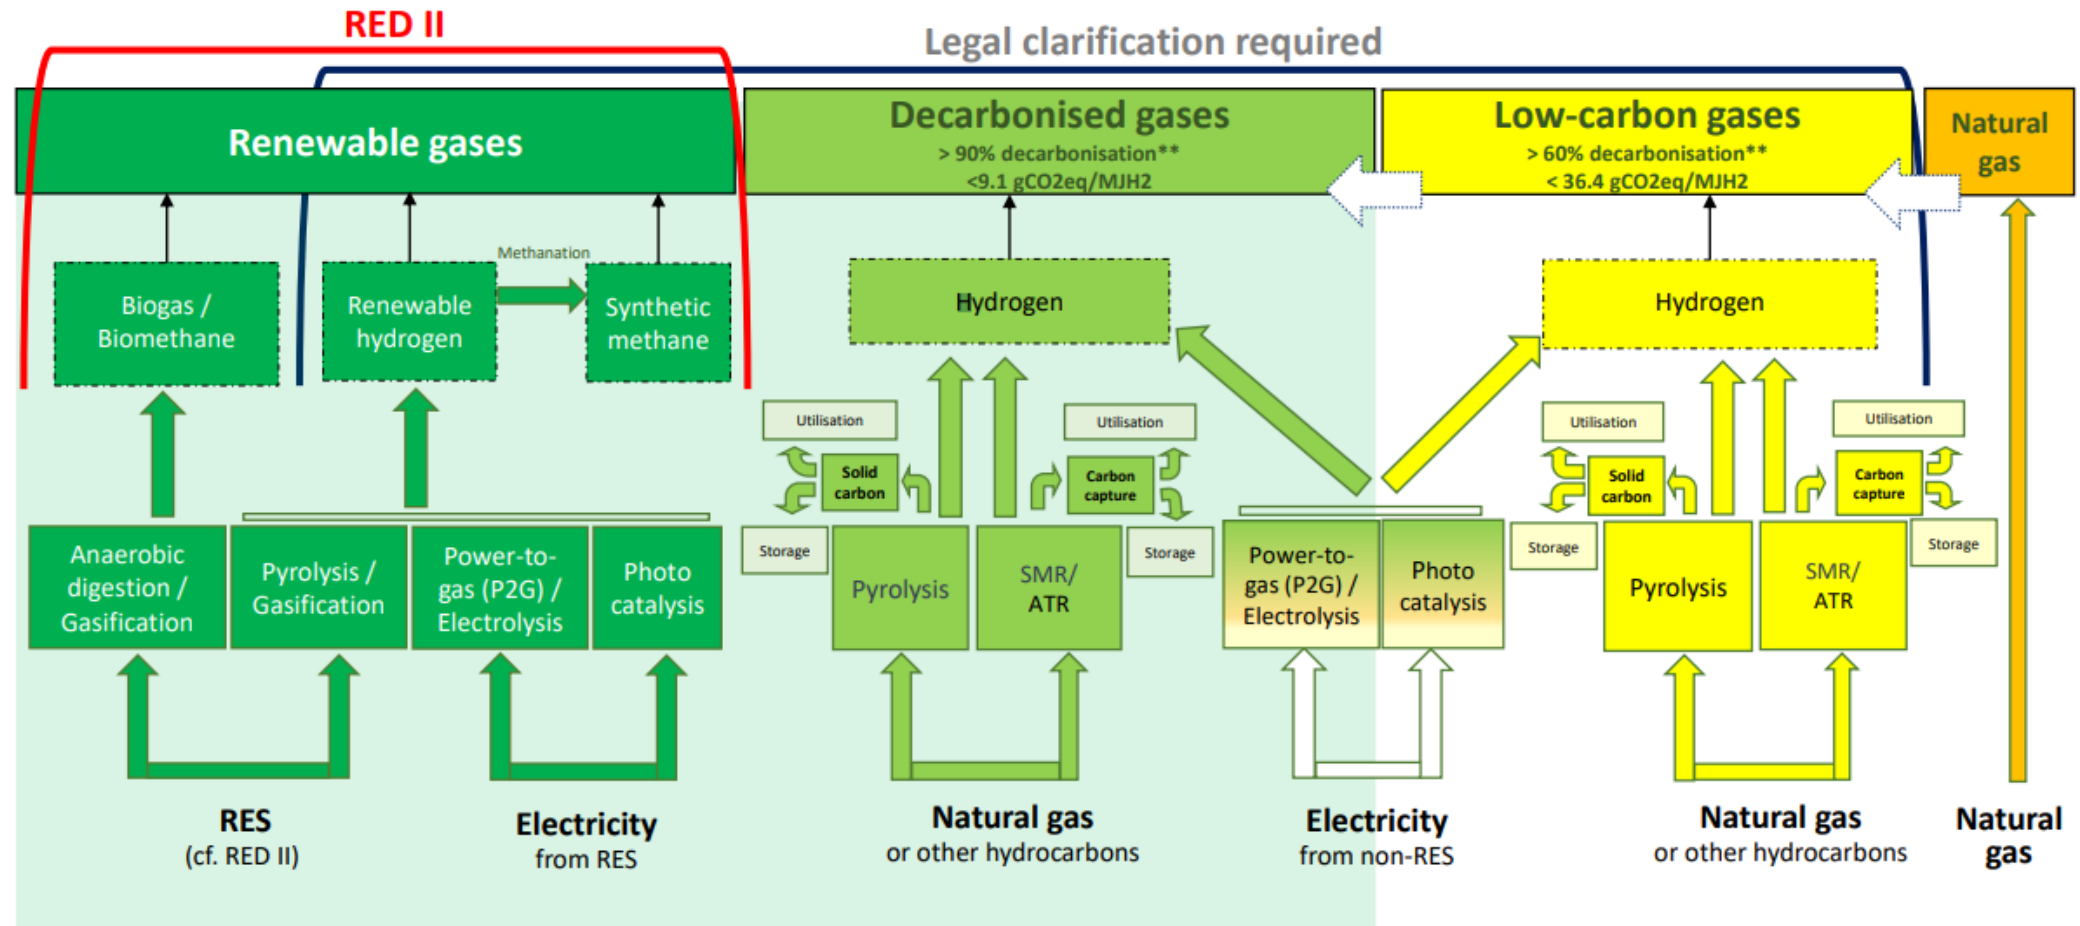 RED II
Legal clarification required
Renewable gases
Decarbonised gases
> 90% decarbonisation**
<9.1 gCO2eq/MJH2
Low-carbon gases
> 60% decarbonisation**
< 36.4 gCO2eq/MJH2
Natural
gas
Biogas /
Biomethane
Renewable
hydrogen
Methanation
Synthetic
methane
Hydrogen
Hydrogen
Utilisation
Solid
carbon
Storage
Utilisation
Carbon
capture
Storage
Utilisation
Solid
carbon
Storage
Utilisation
Carbon
capture
Storage
Anaerobic
digestion /
Gasification
Pyrolysis /
Gasification
Power-to-
gas (P2G) /
Electrolysis
Photo
catalysis
Pyrolysis
SMR/
ATR
Power-to-
gas (P2G) /
Electrolysis
Photo
catalysis
Pyrolysis
SMR/
ATR
RES
(cf. RED II)
Electricity
from RES
Natural gas
or other hydrocarbons
Electricity
from non-RES
Natural gas
or other hydrocarbons
Natural
gas